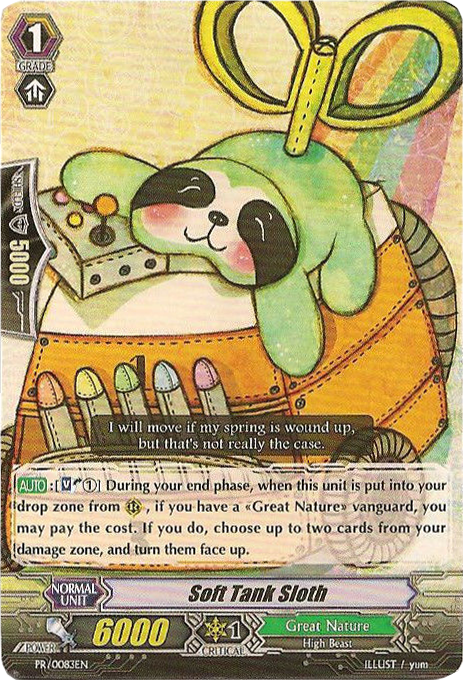 1
GRADE
SHIELD
5000
1
I will move if my spring is wound up,
but that's not really the case.
AUTO :[V 1] During your end phase, when this unit is put into your
drop zone from R, if you have a «Great Nature» vanguard, you
may pay the cost. If you do, choose up to two cards from your
damage zone, and turn them face up.
NORMAL
UNIT
Soft Tank Sloth
POWER
6000
1
CRITICAL
Great Nature
High Beast
PR/0083EN
ILLUST / yum